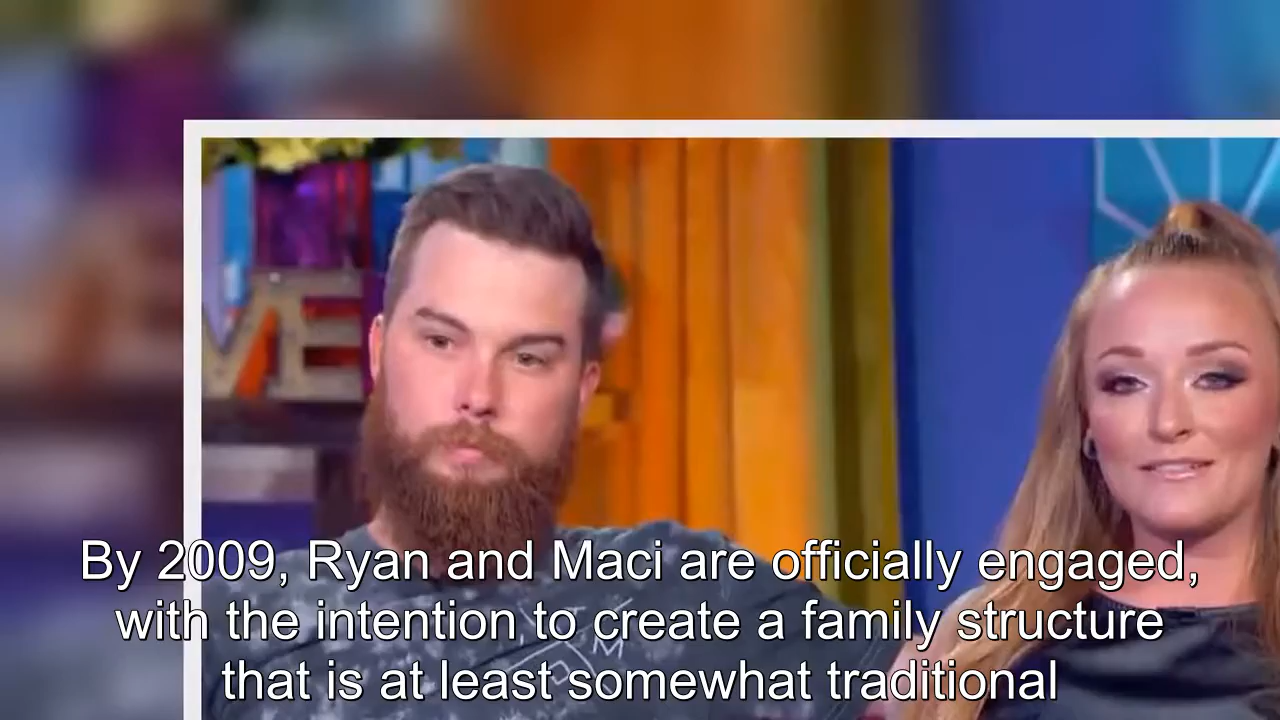 VE
M
By 2009, Ryan and Maci are officially engaged,
with the intention to create a family structure
that is at least somewhat traditional